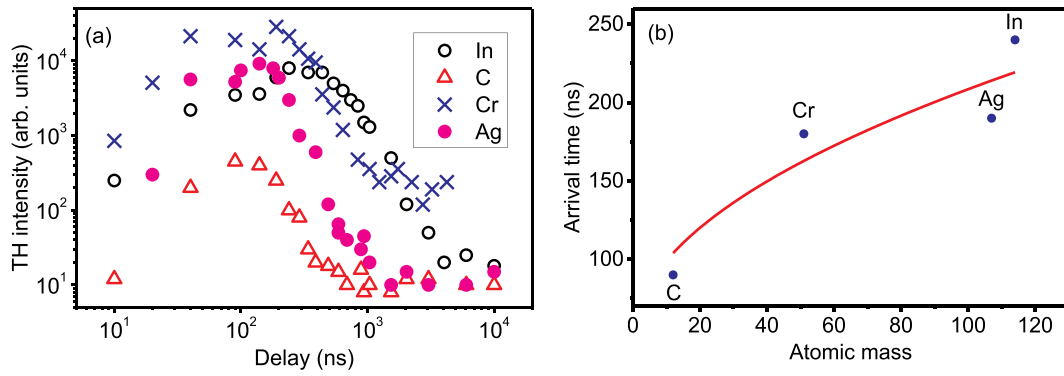 (a)
In
C
Cr
Ag
TH intensity (arb. units)
10^4
10^3
10^2
10^1
10^1 10^2 10^3 10^4
Delay (ns)
(b)
In
Cr
Ag
C
Arrival time (ns)
250
200
150
100
0 20 40 60 80 100 120
Atomic mass